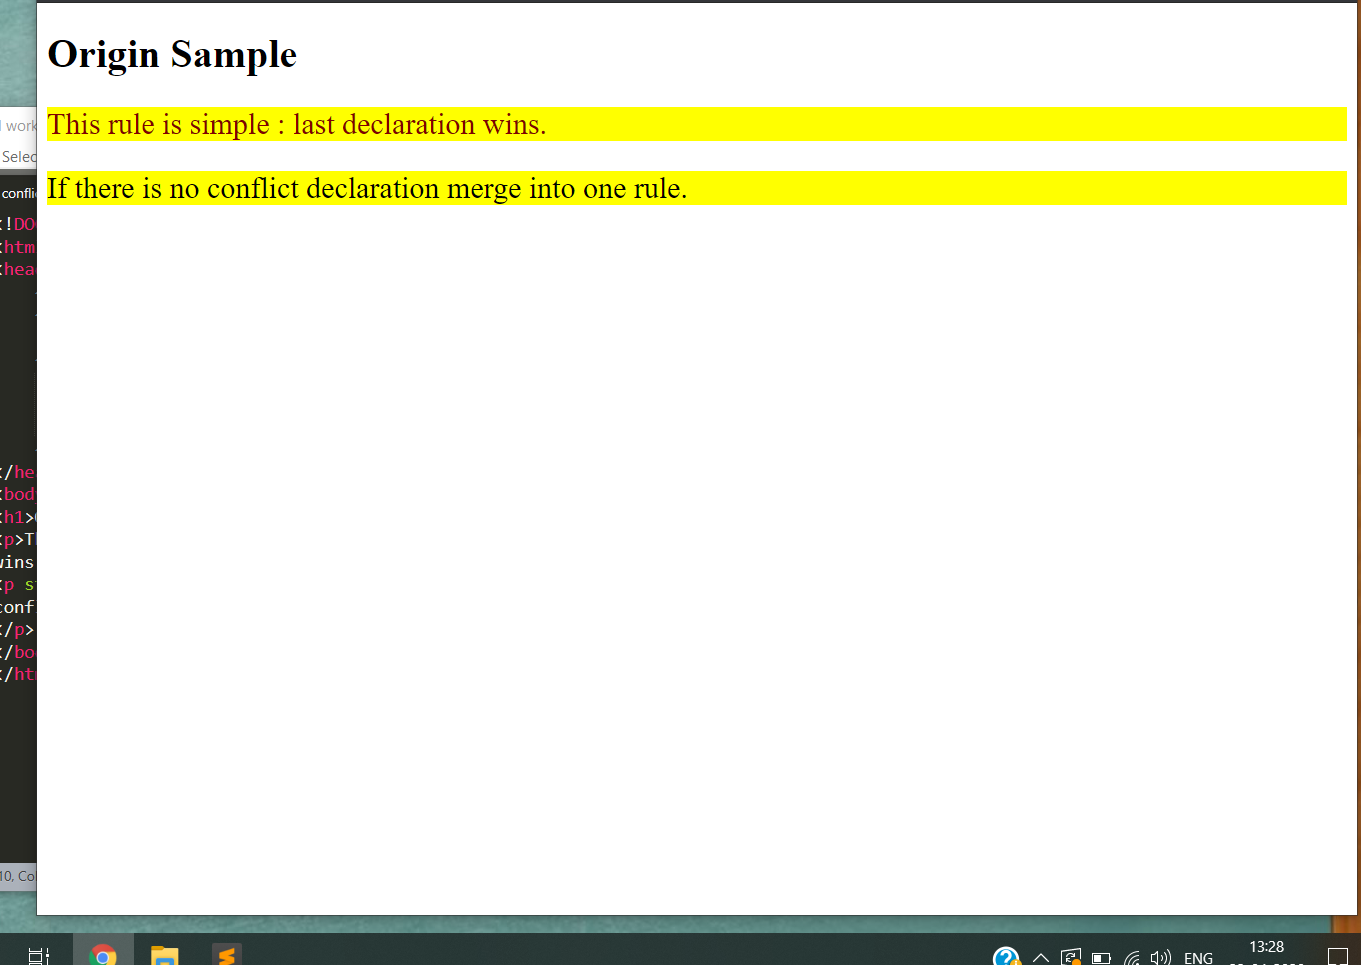 Origin Sample
This rule is simple : last declaration wins.
If there is no conflict declaration merge into one rule.
work
Selec
confli
<!DO
<htm
<hea
</he
<bod
<h1>
<p>T
wins
<p s
conf
</p>
</bo
</ht
10, Col
ENG
13:28